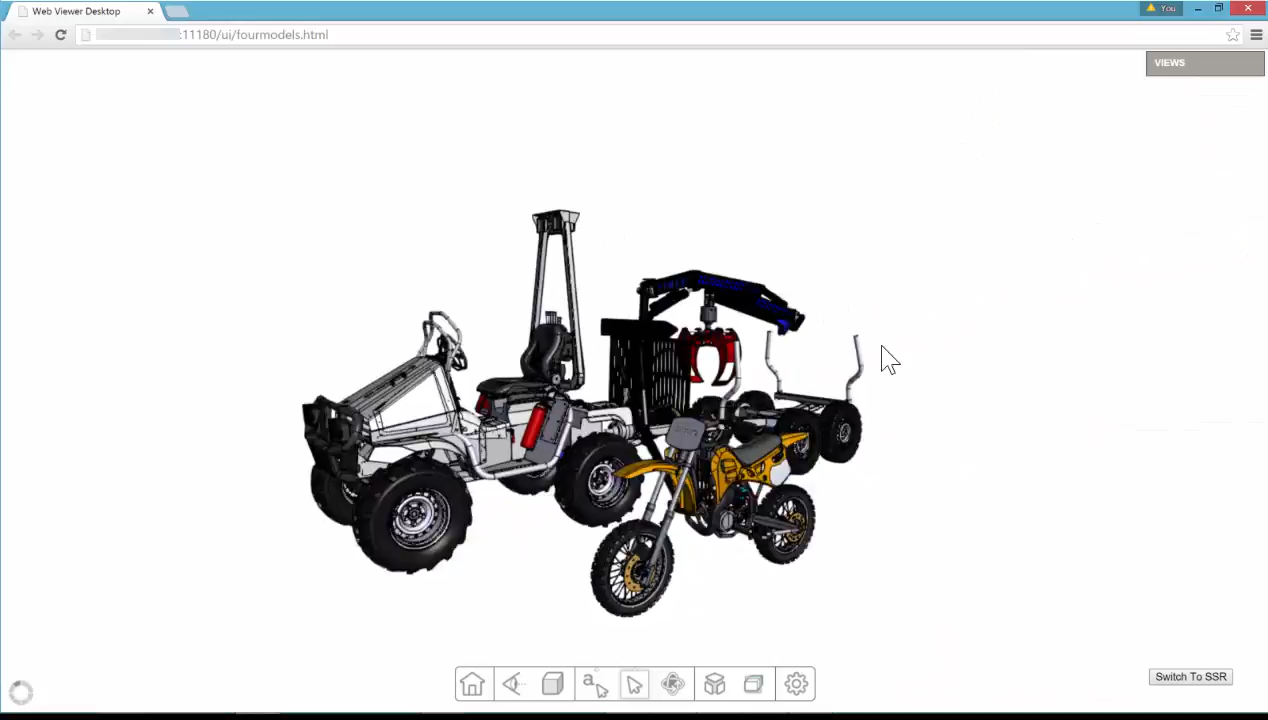 Web Viewer Desktop
You
:11180/ui/fourmodels.html
VIEWS
a
Switch To SSR